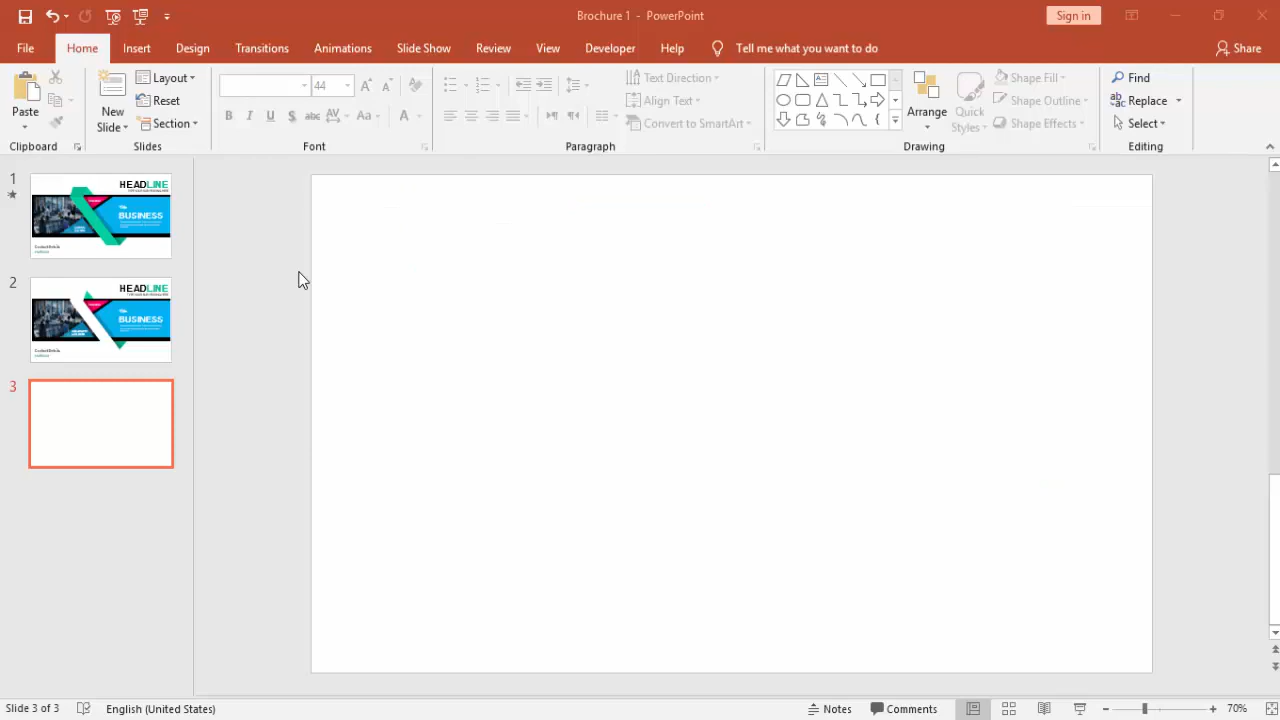 Brochure 1 - PowerPoint
Sign in
File Home Insert Design Transitions Animations Slide Show Review View Developer Help Tell me what you want to do Share
Paste
New Slide
Layout
Reset
Section
44
Text Direction
Align Text
Convert to SmartArt
Arrange
Quick Styles
Shape Fill
Shape Outline
Shape Effects
Find
Replace
Select
Clipboard Slides Font Paragraph Drawing Editing
1
HEADLINE
BUSINESS
2
HEADLINE
BUSINESS
3
Slide 3 of 3 English (United States) Notes Comments 70%